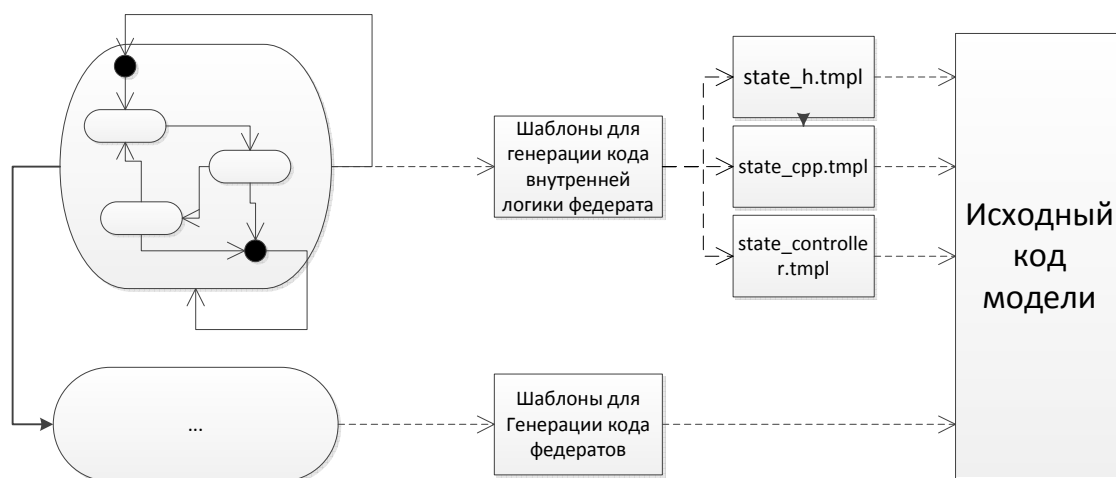 state_h.tmpl
Шаблоны для
генерации кода
внутренней
логики федерата
state_cpp.tmpl
state_controlle
r.tmpl
Исходный
код
модели
...
Шаблоны для
Генерации кода
федератов